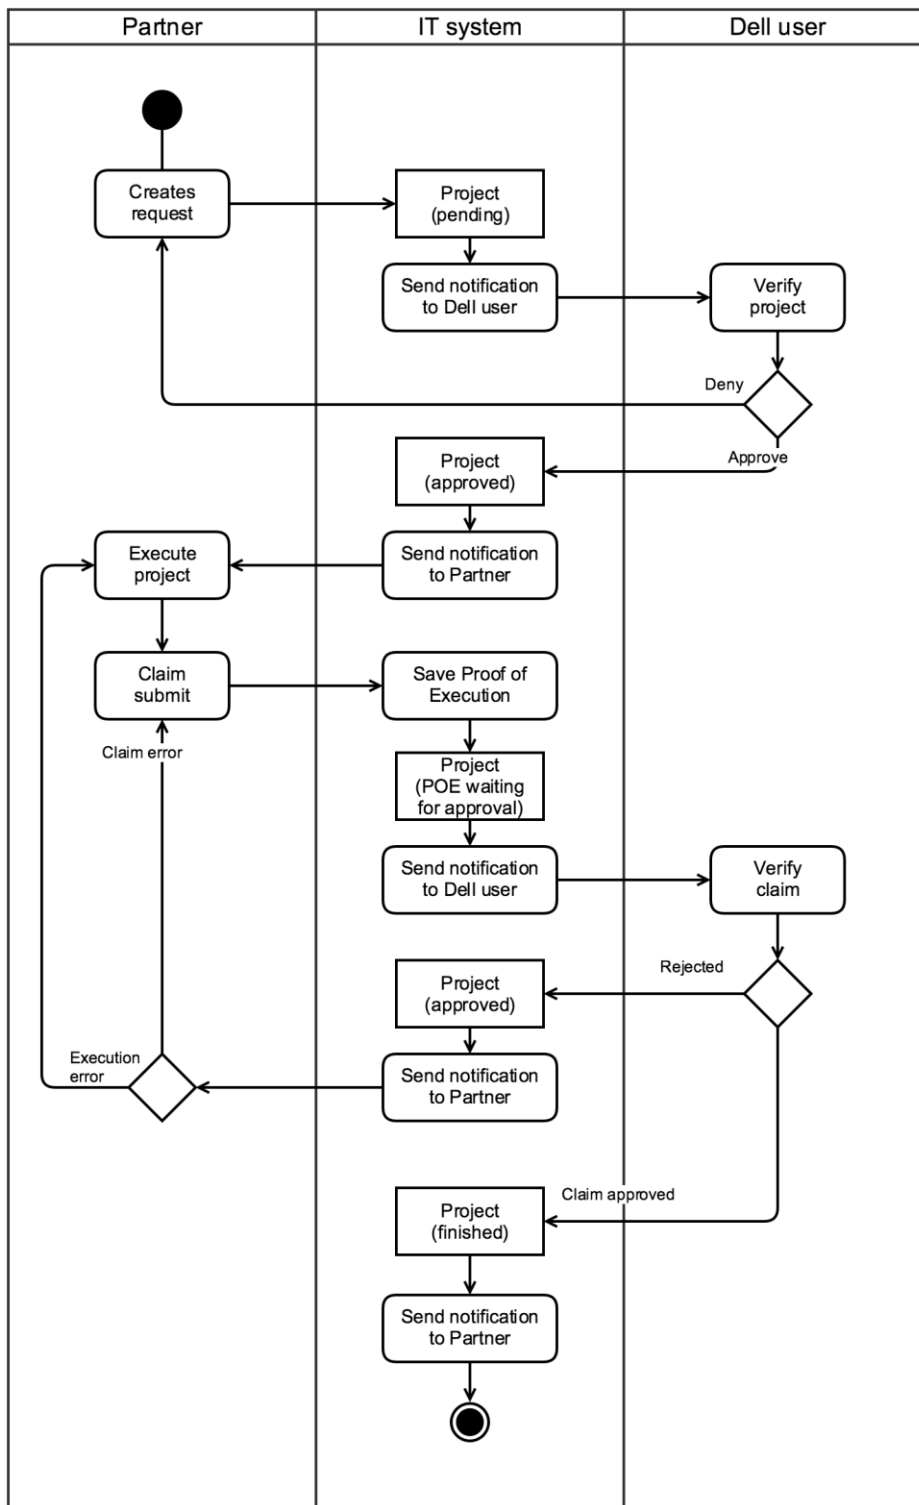 Partner
IT system
Dell user
Creates
request
Project
(pending)
Send notification
to Dell user
Verify
project
Deny
Approve
Project
(approved)
Send notification
to Partner
Execute
project
Claim
submit
Save Proof of
Execution
Claim error
Project
(POE waiting
for approval)
Send notification
to Dell user
Verify
claim
Rejected
Project
(approved)
Send notification
to Partner
Execution
error
Claim approved
Project
(finished)
Send notification
to Partner